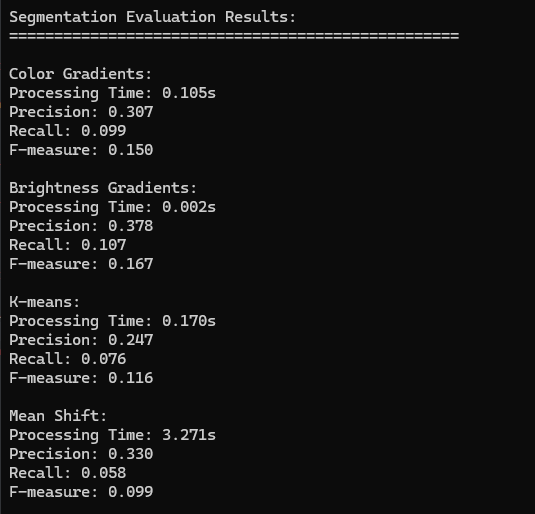 Segmentation Evaluation Results:
==================================================
Color Gradients:
Processing Time: 0.105s
Precision: 0.307
Recall: 0.099
F-measure: 0.150
Brightness Gradients:
Processing Time: 0.002s
Precision: 0.378
Recall: 0.107
F-measure: 0.167
K-means:
Processing Time: 0.170s
Precision: 0.247
Recall: 0.076
F-measure: 0.116
Mean Shift:
Processing Time: 3.271s
Precision: 0.330
Recall: 0.058
F-measure: 0.099